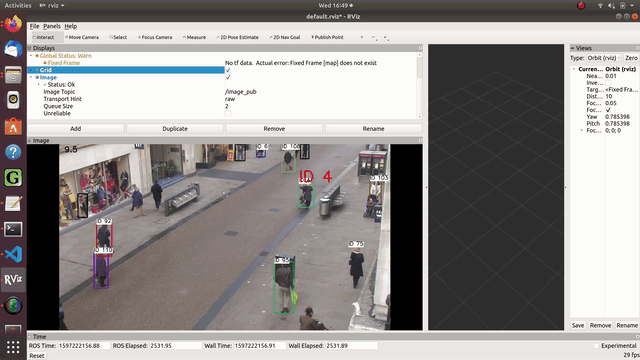 Activities
rviz
Wed 16:49
default.rviz* - RViz
File Panels Help
Interact Move Camera Select Focus Camera Measure 2D Pose Estimate 2D Nav Goal Publish Point
Displays
Global Status: Warn
Fixed Frame No tf data. Actual error: Fixed Frame [map] does not exist
Grid
Image
Status: Ok
Image Topic /image_pub
Transport Hint raw
Queue Size 2
Unreliable
Add Duplicate Remove Rename
Image
9.5
ID 4
ID 103
ID 92
ID 110
ID 95
ID 75
Views
Type: Orbit (rviz) Zero
Curren... Orbit (rviz)
Nea... 0.01
Inve...
Targ... <Fixed Fra...
Dist... 10
Foc... 0.05
Foc...
Yaw 0.785398
Pitch 0.785398
Foc... 0; 0; 0
Save Remove Rename
Time
ROS Time: 1597222156.88 ROS Elapsed: 2531.95 Wall Time: 1597222156.91 Wall Elapsed: 2531.89 Experimental
Reset 29 fps